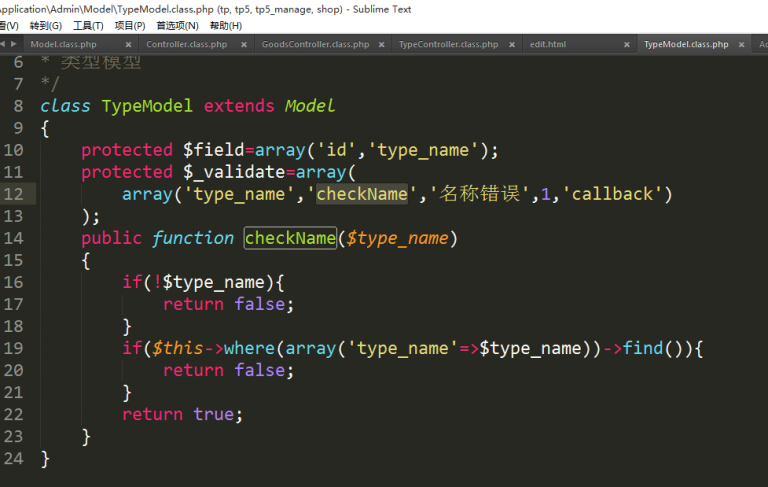 Application\Admin\Model\TypeModel.class.php (tp, tp5, tp5_manage, shop) - Sublime Text
看(V) 转到(G) 工具(T) 项目(P) 首选项(N) 帮助(H)
Model.class.php × Controller.class.php × GoodsController.class.php × TypeController.class.php × edit.html × TypeModel.class.php ×
6 * 类型模型
7 */
8 class TypeModel extends Model
9 {
10 protected $field=array('id','type_name');
11 protected $_validate=array(
12 array('type_name','checkName','名称错误',1,'callback')
13 );
14 public function checkName($type_name)
15 {
16 if(!$type_name){
17 return false;
18 }
19 if($this->where(array('type_name'=>$type_name))->find()){
20 return false;
21 }
22 return true;
23 }
24 }